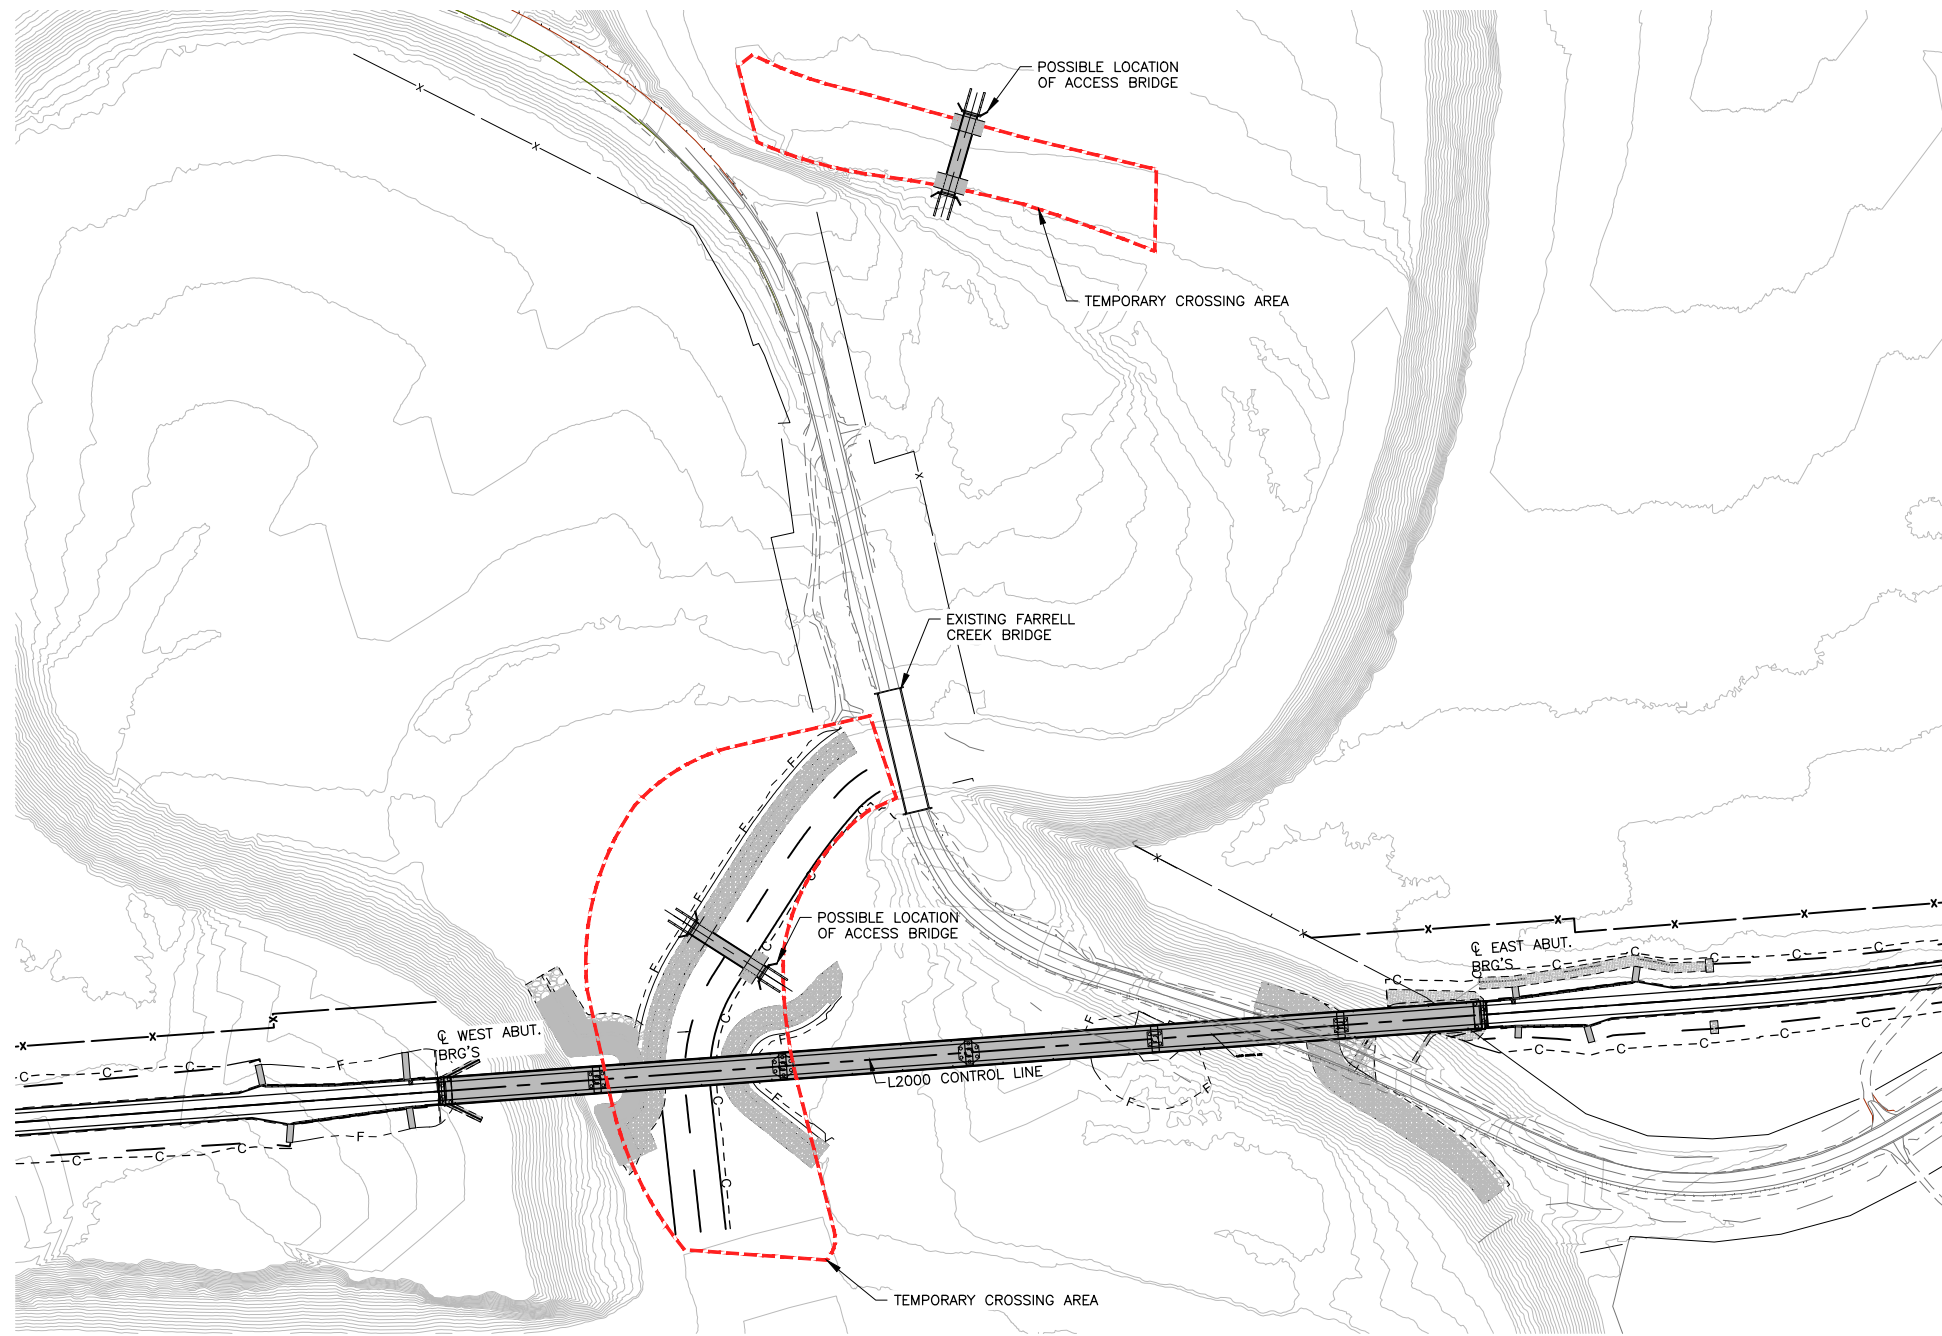 POSSIBLE LOCATION
OF ACCESS BRIDGE
X
X
TEMPORARY CROSSING AREA
X
EXISTING FARRELL
CREEK BRIDGE
F
C
F
C
X
F
POSSIBLE LOCATION
OF ACCESS BRIDGE
C
F
X
X
X
X
X
X
℄ EAST ABUT.
BRG'S
C
C
C
C
C
C
C
C
C
C
X
X
X
℄ WEST ABUT.
BRG'S
C
F
F
F
C
C
C
F
L2000 CONTROL LINE
C
F
F
F
C
C
C
F
C
TEMPORARY CROSSING AREA